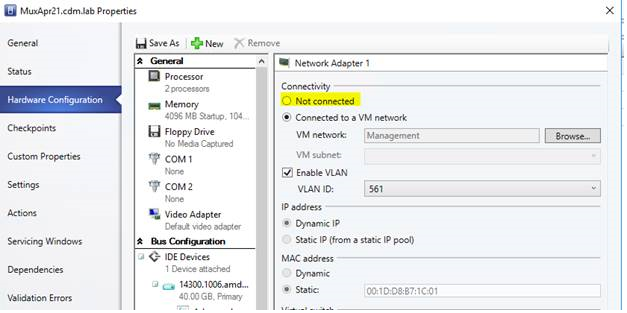 MuxApr21.cdm.lab Properties
General
Status
Hardware Configuration
Checkpoints
Custom Properties
Settings
Actions
Servicing Windows
Dependencies
Validation Errors
Save As New Remove
General
Processor
2 processors
Memory
4096 MB Startup, 104...
Floppy Drive
No Media Captured
COM 1
None
COM 2
None
Video Adapter
Default video adapter
Bus Configuration
IDE Devices
1 Device attached
14300.1006.amd...
40.00 GB, Primary
Network Adapter 1
Connectivity
Not connected
Connected to a VM network
VM network: Management Browse...
VM subnet:
Enable VLAN
VLAN ID: 561
IP address
Dynamic IP
Static IP (from a static IP pool)
MAC address
Dynamic
Static: 00:1D:D8:B7:1C:01